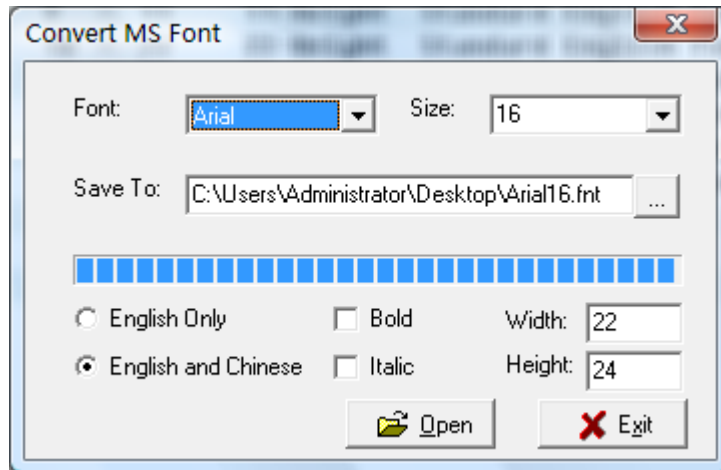 Convert MS Font
Font: Arial Size: 16
Save To: C:\Users\Administrator\Desktop\Arial16.fnt ...
English Only Bold Width: 22
English and Chinese Italic Height: 24
Open Exit